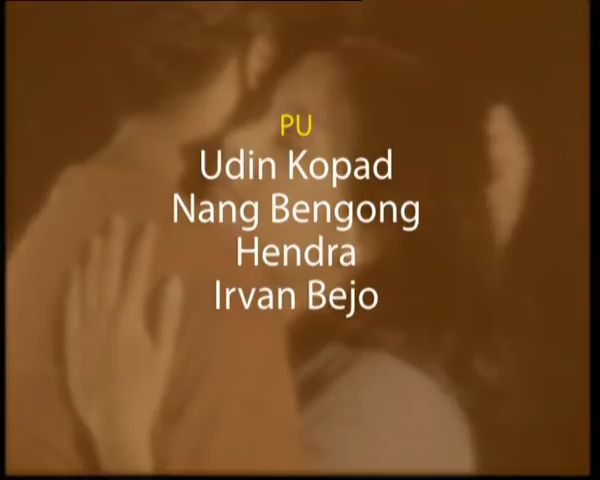 PU
Udin Kopad
Nang Bengong
Hendra
Irvan Bejo